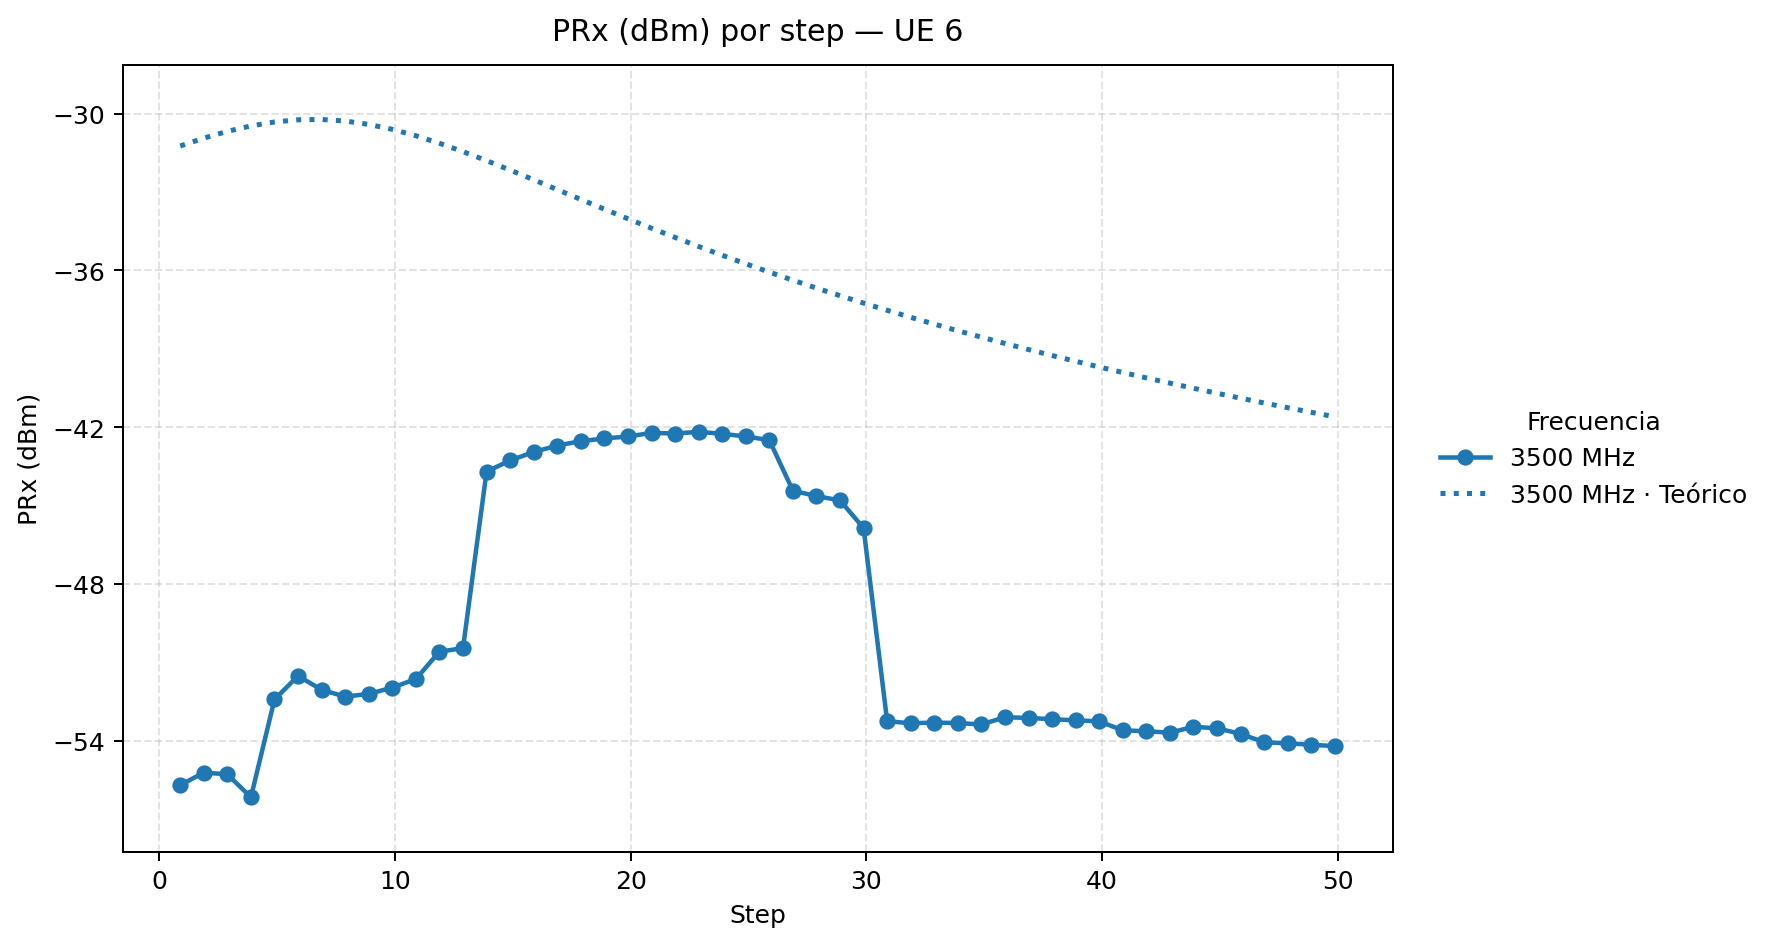 PRx (dBm) por step — UE 6
PRx (dBm)
−30
−36
−42
−48
−54
0
10
20
30
40
50
Step
Frecuencia
3500 MHz
3500 MHz · Teórico